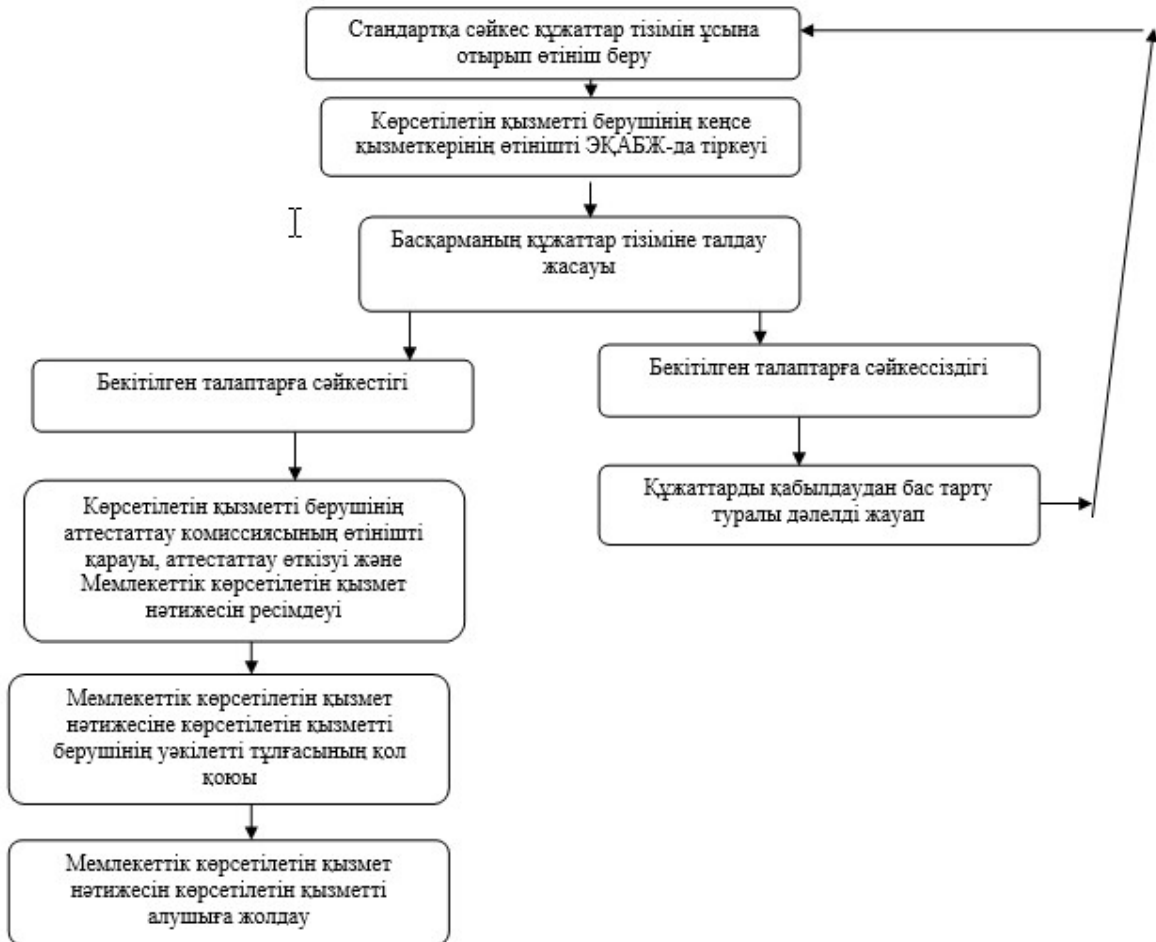 Стандартқа сәйкес құжаттар тізімін ұсына
отырып өтініш беру
Көрсетілетін қызметті берушінің кеңсе
қызметкерінің өтінішті ЭҚАБЖ-да тіркеуі
Басқарманың құжаттар тізіміне талдау
жасауы
Бекітілген талаптарға сәйкестігі
Бекітілген талаптарға сәйкессіздігі
Көрсетілетін қызметті берушінің
аттестаттау комиссиясының өтінішті
қарауы, аттестаттау өткізуі және
Мемлекеттік көрсетілетін қызмет
нәтижесін ресімдеуі
Құжаттарды қабылдаудан бас тарту
туралы дәлелді жауап
Мемлекеттік көрсетілетін қызмет
нәтижесіне көрсетілетін қызметті
берушінің уәкілетті тұлғасының қол
қоюы
Мемлекеттік көрсетілетін қызмет
нәтижесін көрсетілетін қызметті
алушыға жолдау